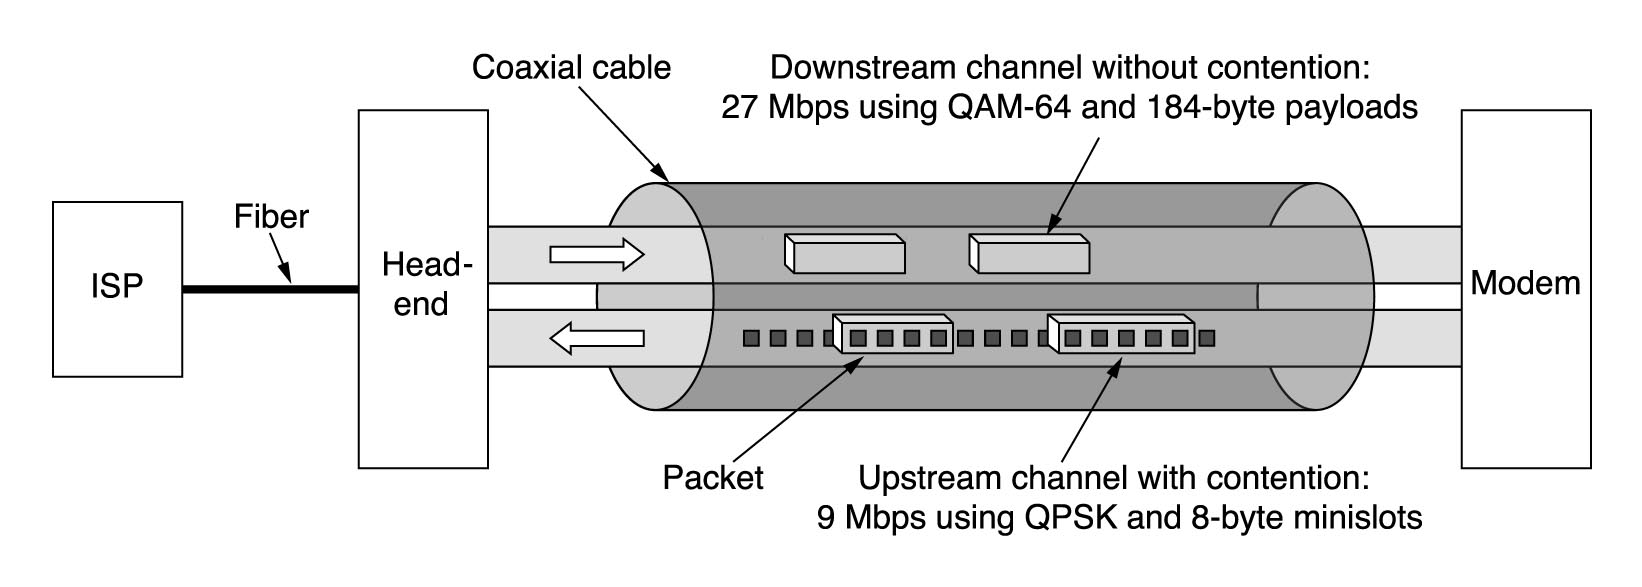 Coaxial cable
Downstream channel without contention:
27 Mbps using QAM-64 and 184-byte payloads
Fiber
ISP
Head-
end
Modem
Packet
Upstream channel with contention:
9 Mbps using QPSK and 8-byte minislots